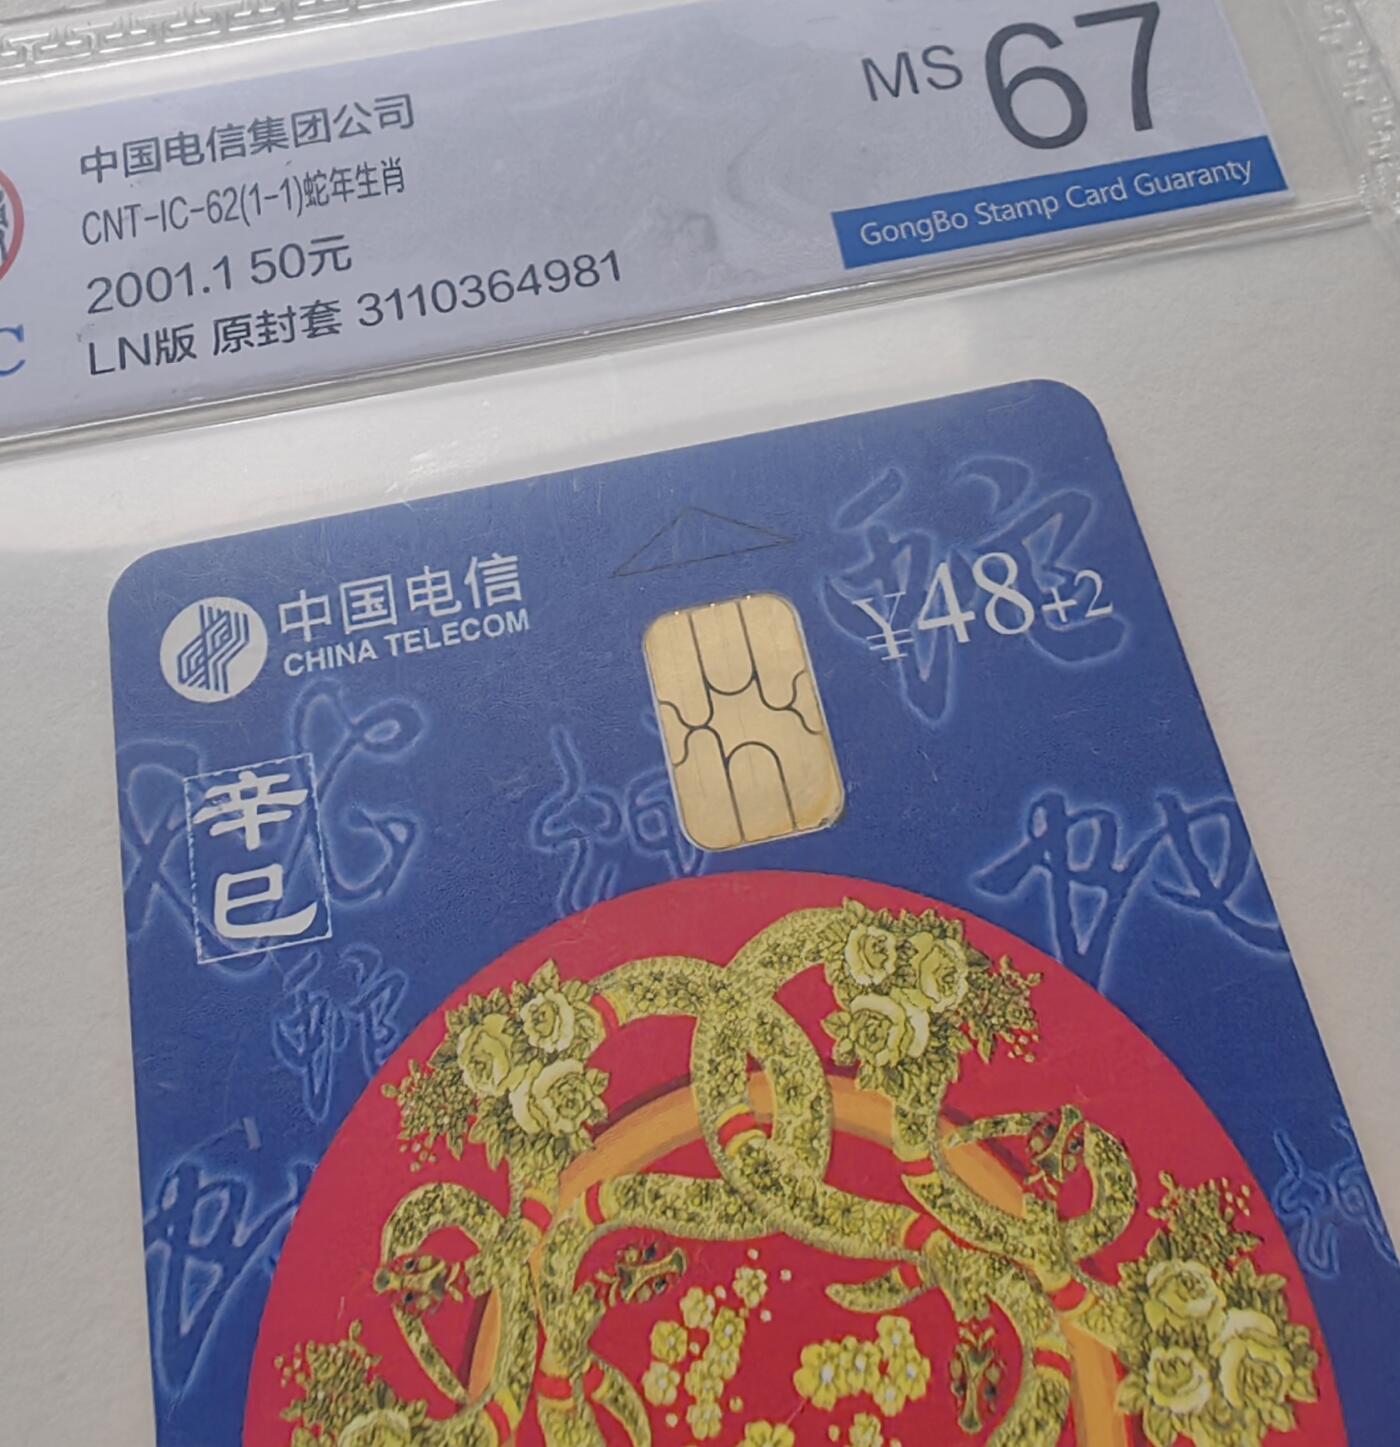 中国电信集团公司
CNT-IC-62(1-1)蛇年生肖
2001.1 50元
LN版 原封套 3110364981
MS 67
GongBo Stamp Card Guaranty
C
中国电信
CHINA TELECOM
¥48+2
辛
巳